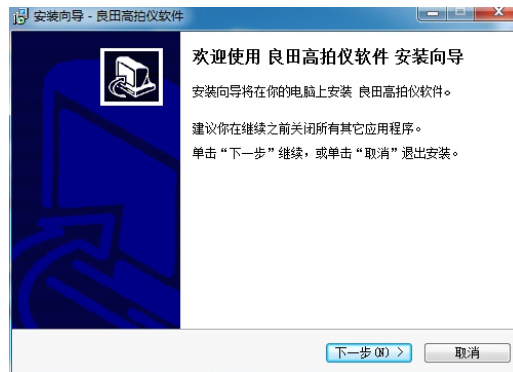 安装向导 - 良田高拍仪软件
欢迎使用 良田高拍仪软件 安装向导
安装向导将在你的电脑上安装 良田高拍仪软件。
建议你在继续之前关闭所有其它应用程序。
单击“下一步”继续，或单击“取消”退出安装。
下一步(N) >
取消